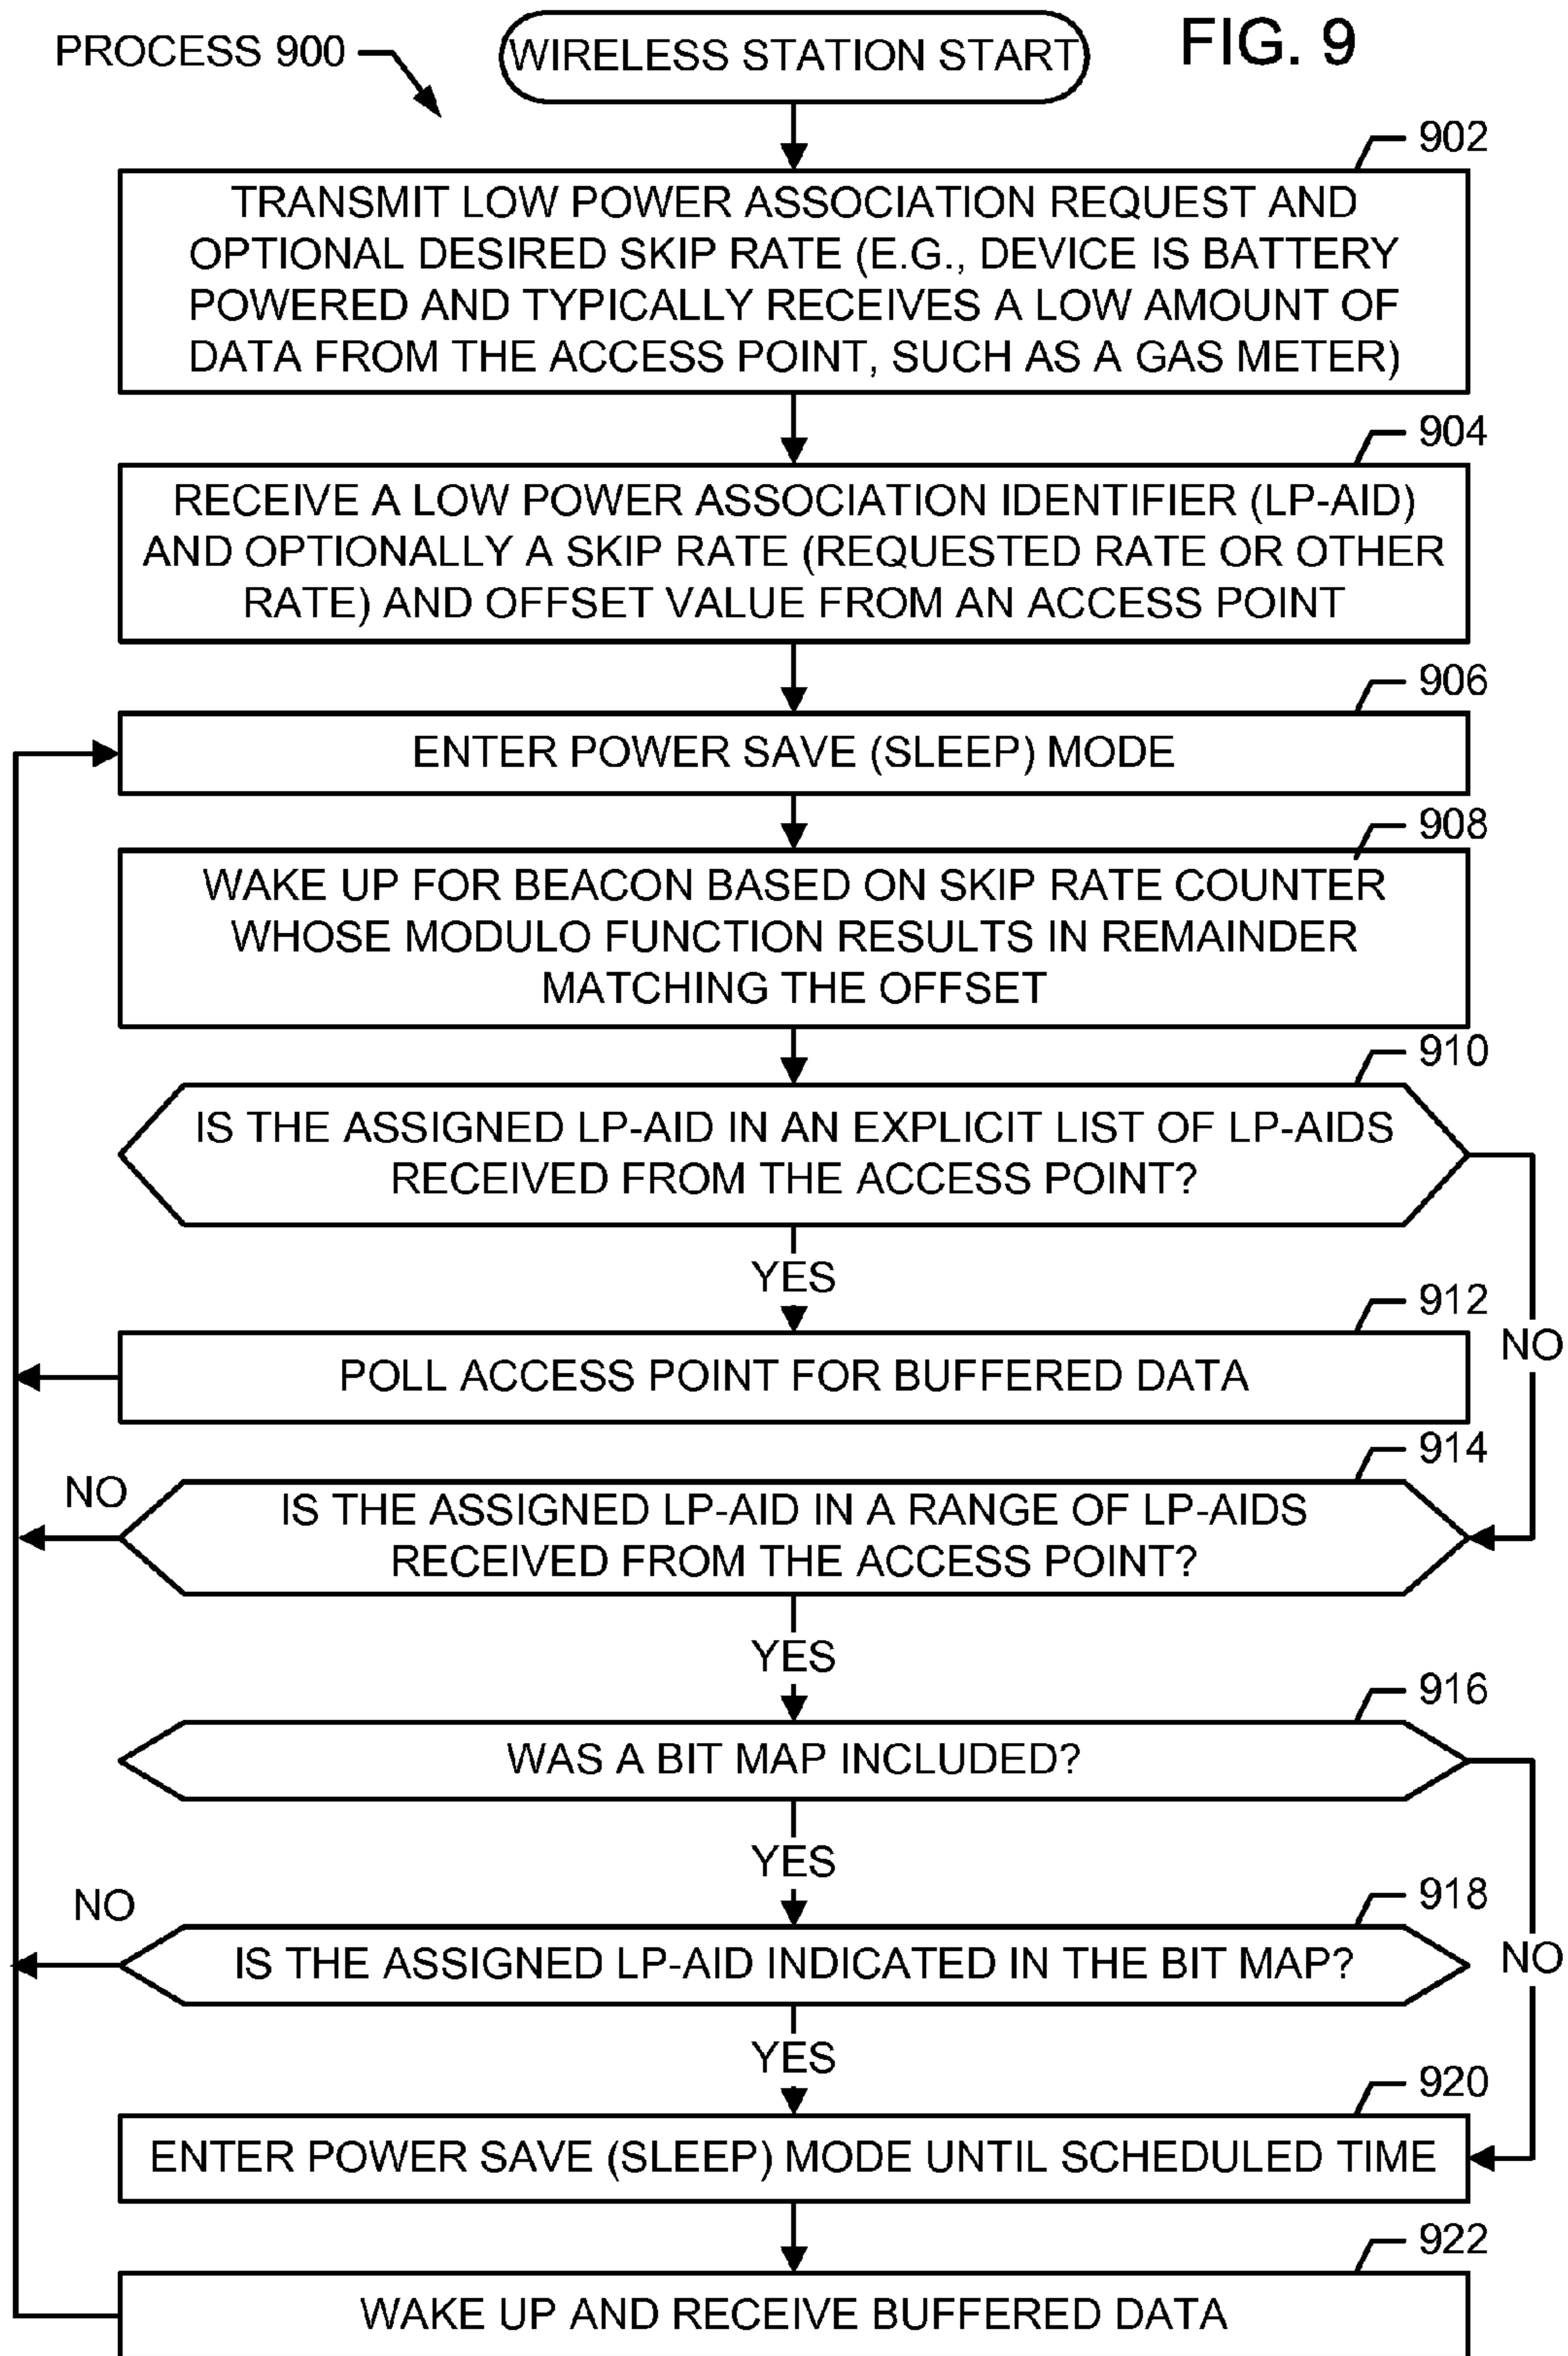 PROCESS 900
WIRELESS STATION START
FIG. 9
902
TRANSMIT LOW POWER ASSOCIATION REQUEST AND
OPTIONAL DESIRED SKIP RATE (E.G., DEVICE IS BATTERY
POWERED AND TYPICALLY RECEIVES A LOW AMOUNT OF
DATA FROM THE ACCESS POINT, SUCH AS A GAS METER)
904
RECEIVE A LOW POWER ASSOCIATION IDENTIFIER (LP-AID)
AND OPTIONALLY A SKIP RATE (REQUESTED RATE OR OTHER
RATE) AND OFFSET VALUE FROM AN ACCESS POINT
906
ENTER POWER SAVE (SLEEP) MODE
908
WAKE UP FOR BEACON BASED ON SKIP RATE COUNTER
WHOSE MODULO FUNCTION RESULTS IN REMAINDER
MATCHING THE OFFSET
910
IS THE ASSIGNED LP-AID IN AN EXPLICIT LIST OF LP-AIDS
RECEIVED FROM THE ACCESS POINT?
YES
912
NO
POLL ACCESS POINT FOR BUFFERED DATA
914
NO
IS THE ASSIGNED LP-AID IN A RANGE OF LP-AIDS
RECEIVED FROM THE ACCESS POINT?
YES
916
WAS A BIT MAP INCLUDED?
YES
918
NO
IS THE ASSIGNED LP-AID INDICATED IN THE BIT MAP?
NO
YES
920
ENTER POWER SAVE (SLEEP) MODE UNTIL SCHEDULED TIME
922
WAKE UP AND RECEIVE BUFFERED DATA